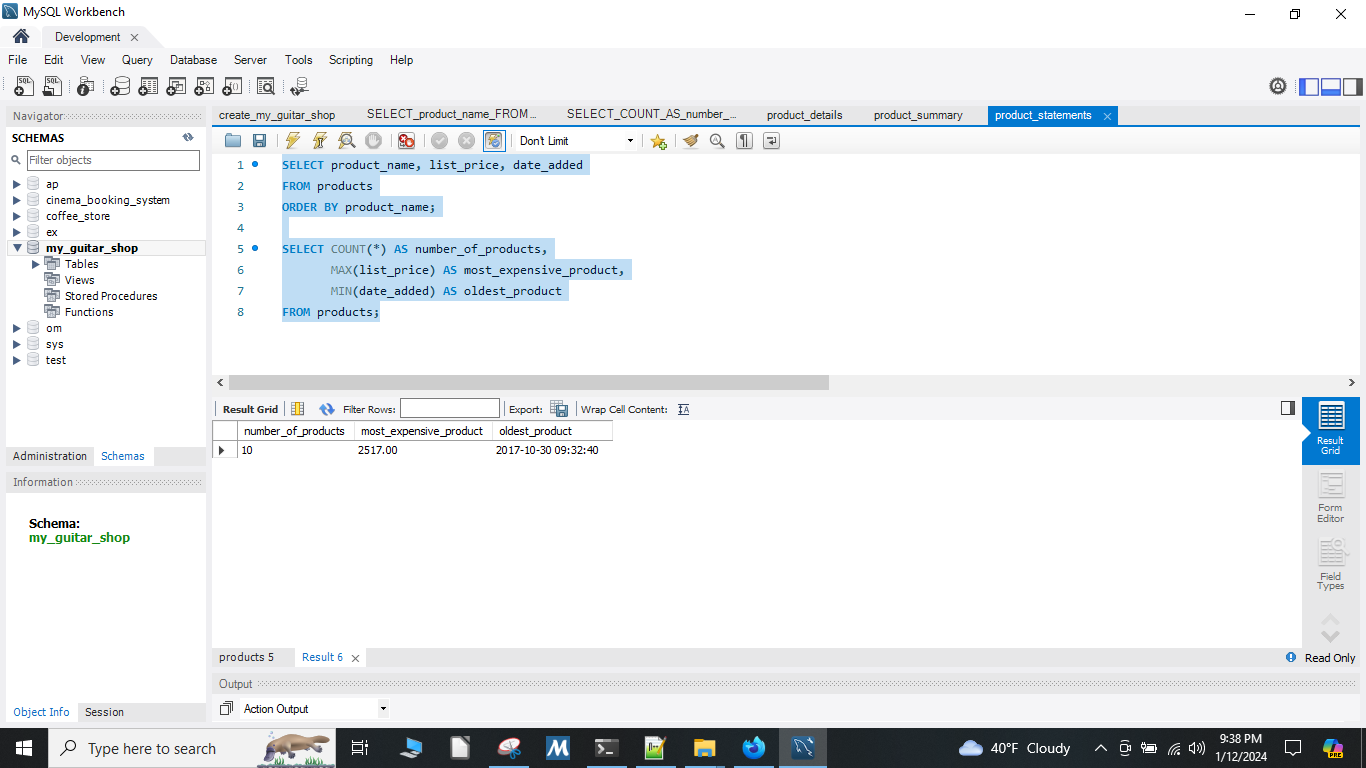 MySQL Workbench
Development
File Edit View Query Database Server Tools Scripting Help
Navigator
SCHEMAS
Filter objects
ap
cinema_booking_system
coffee_store
ex
my_guitar_shop
Tables
Views
Stored Procedures
Functions
om
sys
test
Administration Schemas
Information
Schema:
my_guitar_shop
Object Info Session
create_my_guitar_shop SELECT_product_name_FROM... SELECT_COUNT_AS_number_... product_details product_summary product_statements
Don't Limit
1 SELECT product_name, list_price, date_added
2 FROM products
3 ORDER BY product_name;
4
5 SELECT COUNT(*) AS number_of_products,
6 MAX(list_price) AS most_expensive_product,
7 MIN(date_added) AS oldest_product
8 FROM products;
Result Grid Filter Rows: Export: Wrap Cell Content:
number_of_products most_expensive_product oldest_product
10 2517.00 2017-10-30 09:32:40
Result
Grid
Form
Editor
Field
Types
products 5 Result 6
Read Only
Output
Action Output
Type here to search
40°F Cloudy
9:38 PM
1/12/2024